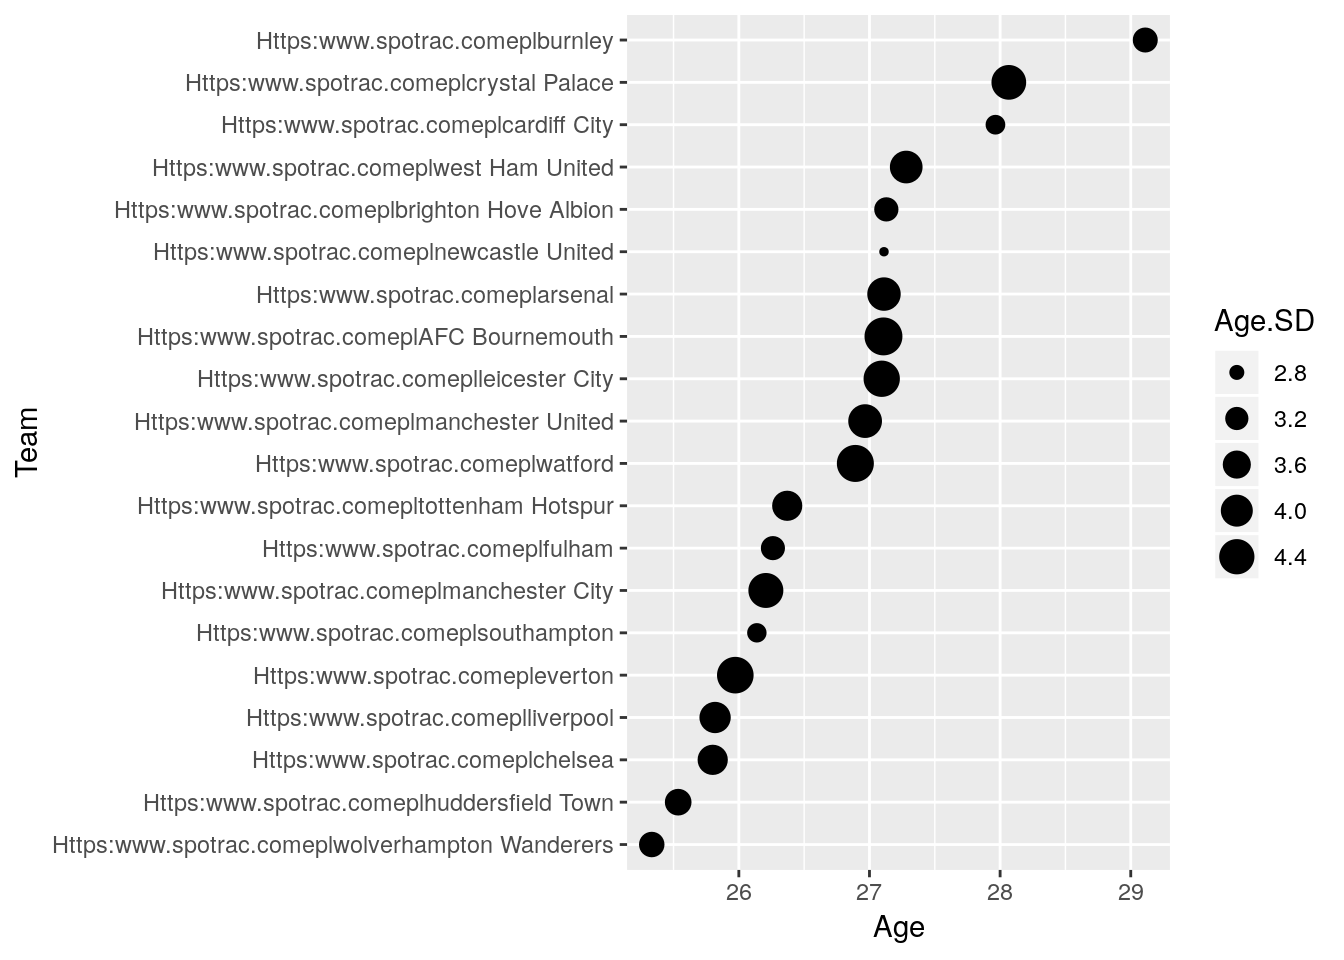 Https:www.spotrac.comeplburnley
Https:www.spotrac.comeplcrystal Palace
Https:www.spotrac.comeplcardiff City
Https:www.spotrac.comeplwest Ham United
Https:www.spotrac.comeplbrighton Hove Albion
Https:www.spotrac.comeplnewcastle United
Https:www.spotrac.comeplarsenal
Https:www.spotrac.comeplAFC Bournemouth
Https:www.spotrac.comeplleicester City
Https:www.spotrac.comeplmanchester United
Https:www.spotrac.comeplwatford
Https:www.spotrac.comepltottenham Hotspur
Https:www.spotrac.comeplfulham
Https:www.spotrac.comeplmanchester City
Https:www.spotrac.comeplsouthampton
Https:www.spotrac.comepleverton
Https:www.spotrac.comeplliverpool
Https:www.spotrac.comeplchelsea
Https:www.spotrac.comeplhuddersfield Town
Https:www.spotrac.comeplwolverhampton Wanderers
Team
26 27 28 29
Age
Age.SD
2.8
3.2
3.6
4.0
4.4